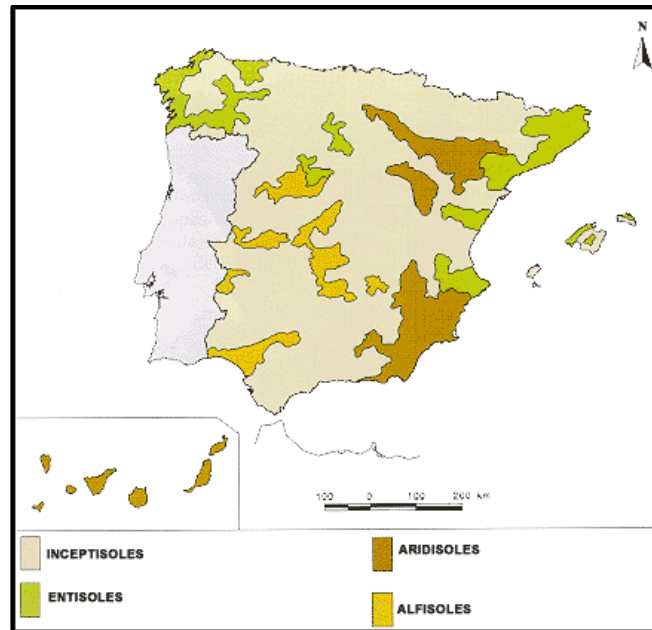 N
100 0 100 200 km
INCEPTISOLES
ARIDISOLES
ENTISOLES
ALFISOLES